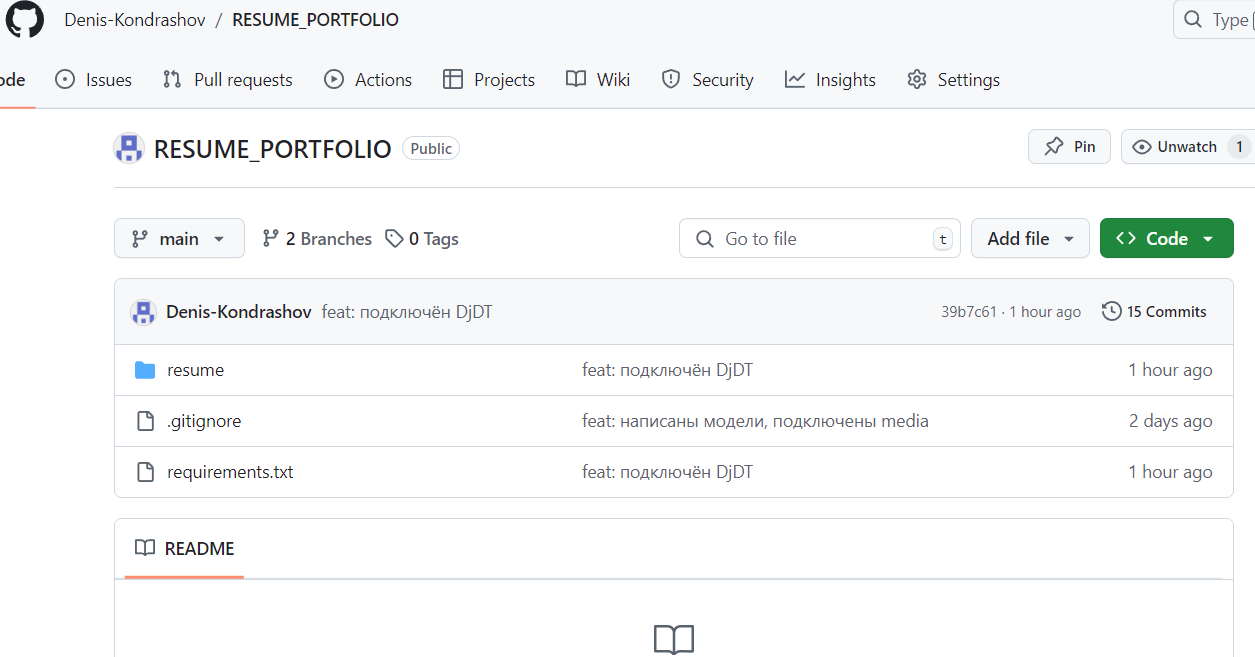 Denis-Kondrashov / RESUME_PORTFOLIO
Type
ode Issues Pull requests Actions Projects Wiki Security Insights Settings
RESUME_PORTFOLIO Public
Pin Unwatch 1
main 2 Branches 0 Tags Go to file t Add file Code
Denis-Kondrashov feat: подключён DjDT 39b7c61 · 1 hour ago 15 Commits
resume feat: подключён DjDT 1 hour ago
.gitignore feat: написаны модели, подключены media 2 days ago
requirements.txt feat: подключён DjDT 1 hour ago
README